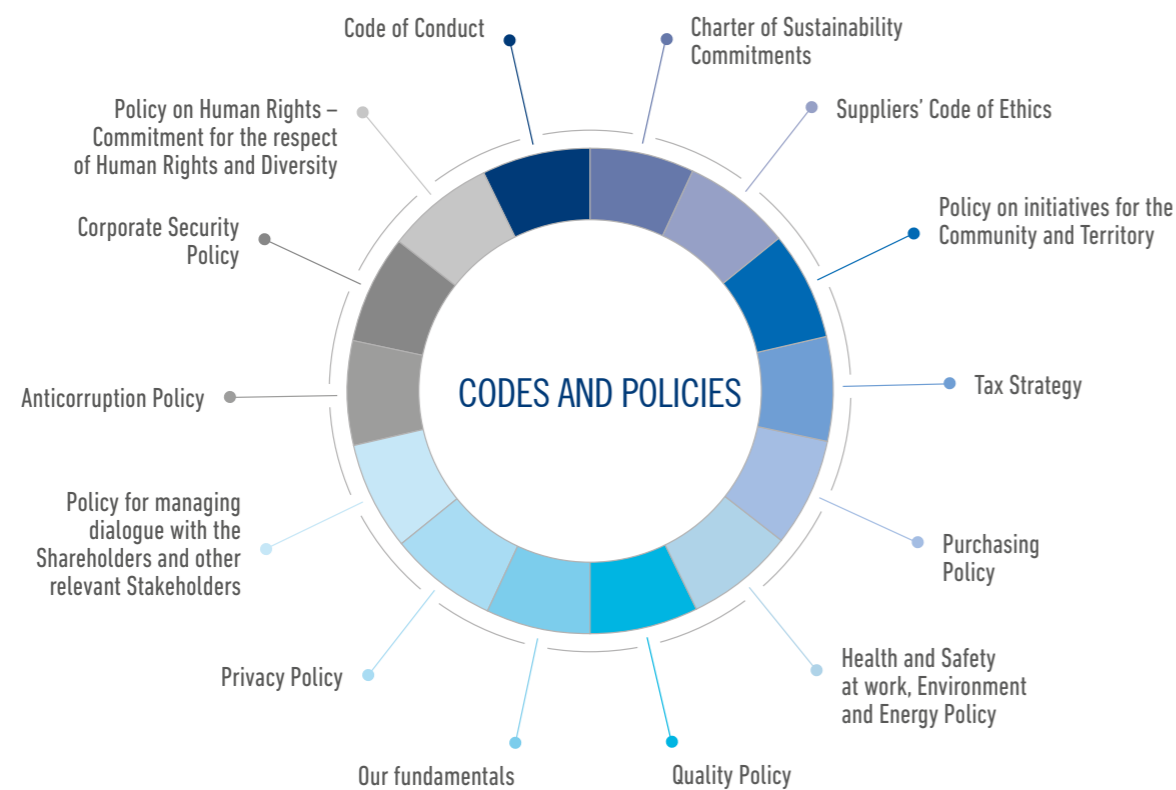 Code of Conduct
Charter of Sustainability
Commitments
Policy on Human Rights –
Commitment for the respect
of Human Rights and Diversity
Suppliers’ Code of Ethics
Corporate Security
Policy
Policy on initiatives for the
Community and Territory
CODES AND POLICIES
Anticorruption Policy
Tax Strategy
Policy for managing
dialogue with the
Shareholders and other
relevant Stakeholders
Purchasing
Policy
Privacy Policy
Health and Safety
at work, Environment
and Energy Policy
Our fundamentals
Quality Policy